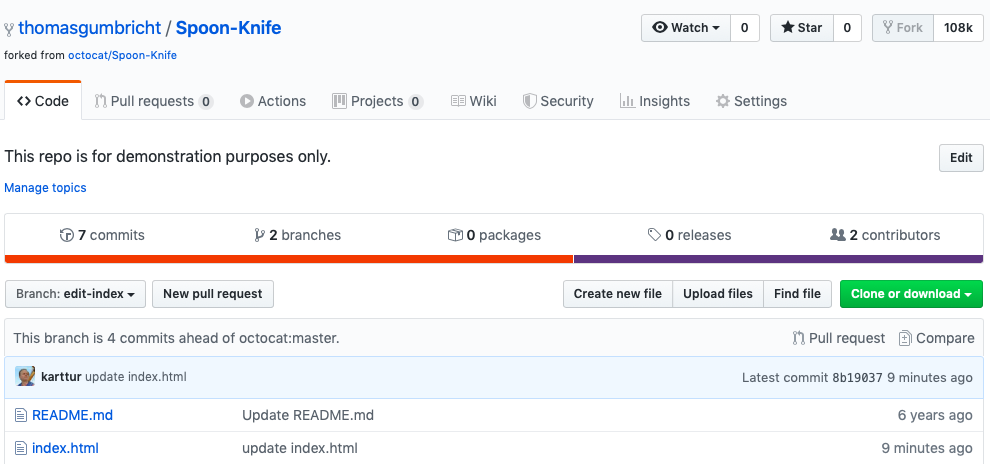 thomasgumbricht / Spoon-Knife
Watch 0 Star 0 Fork 108k
forked from octocat/Spoon-Knife
Code Pull requests 0 Actions Projects 0 Wiki Security Insights Settings
This repo is for demonstration purposes only.
Edit
Manage topics
7 commits 2 branches 0 packages 0 releases 2 contributors
Branch: edit-index New pull request Create new file Upload files Find file Clone or download
This branch is 4 commits ahead of octocat:master. Pull request Compare
karttur update index.html Latest commit 8b19037 9 minutes ago
README.md Update README.md 6 years ago
index.html update index.html 9 minutes ago